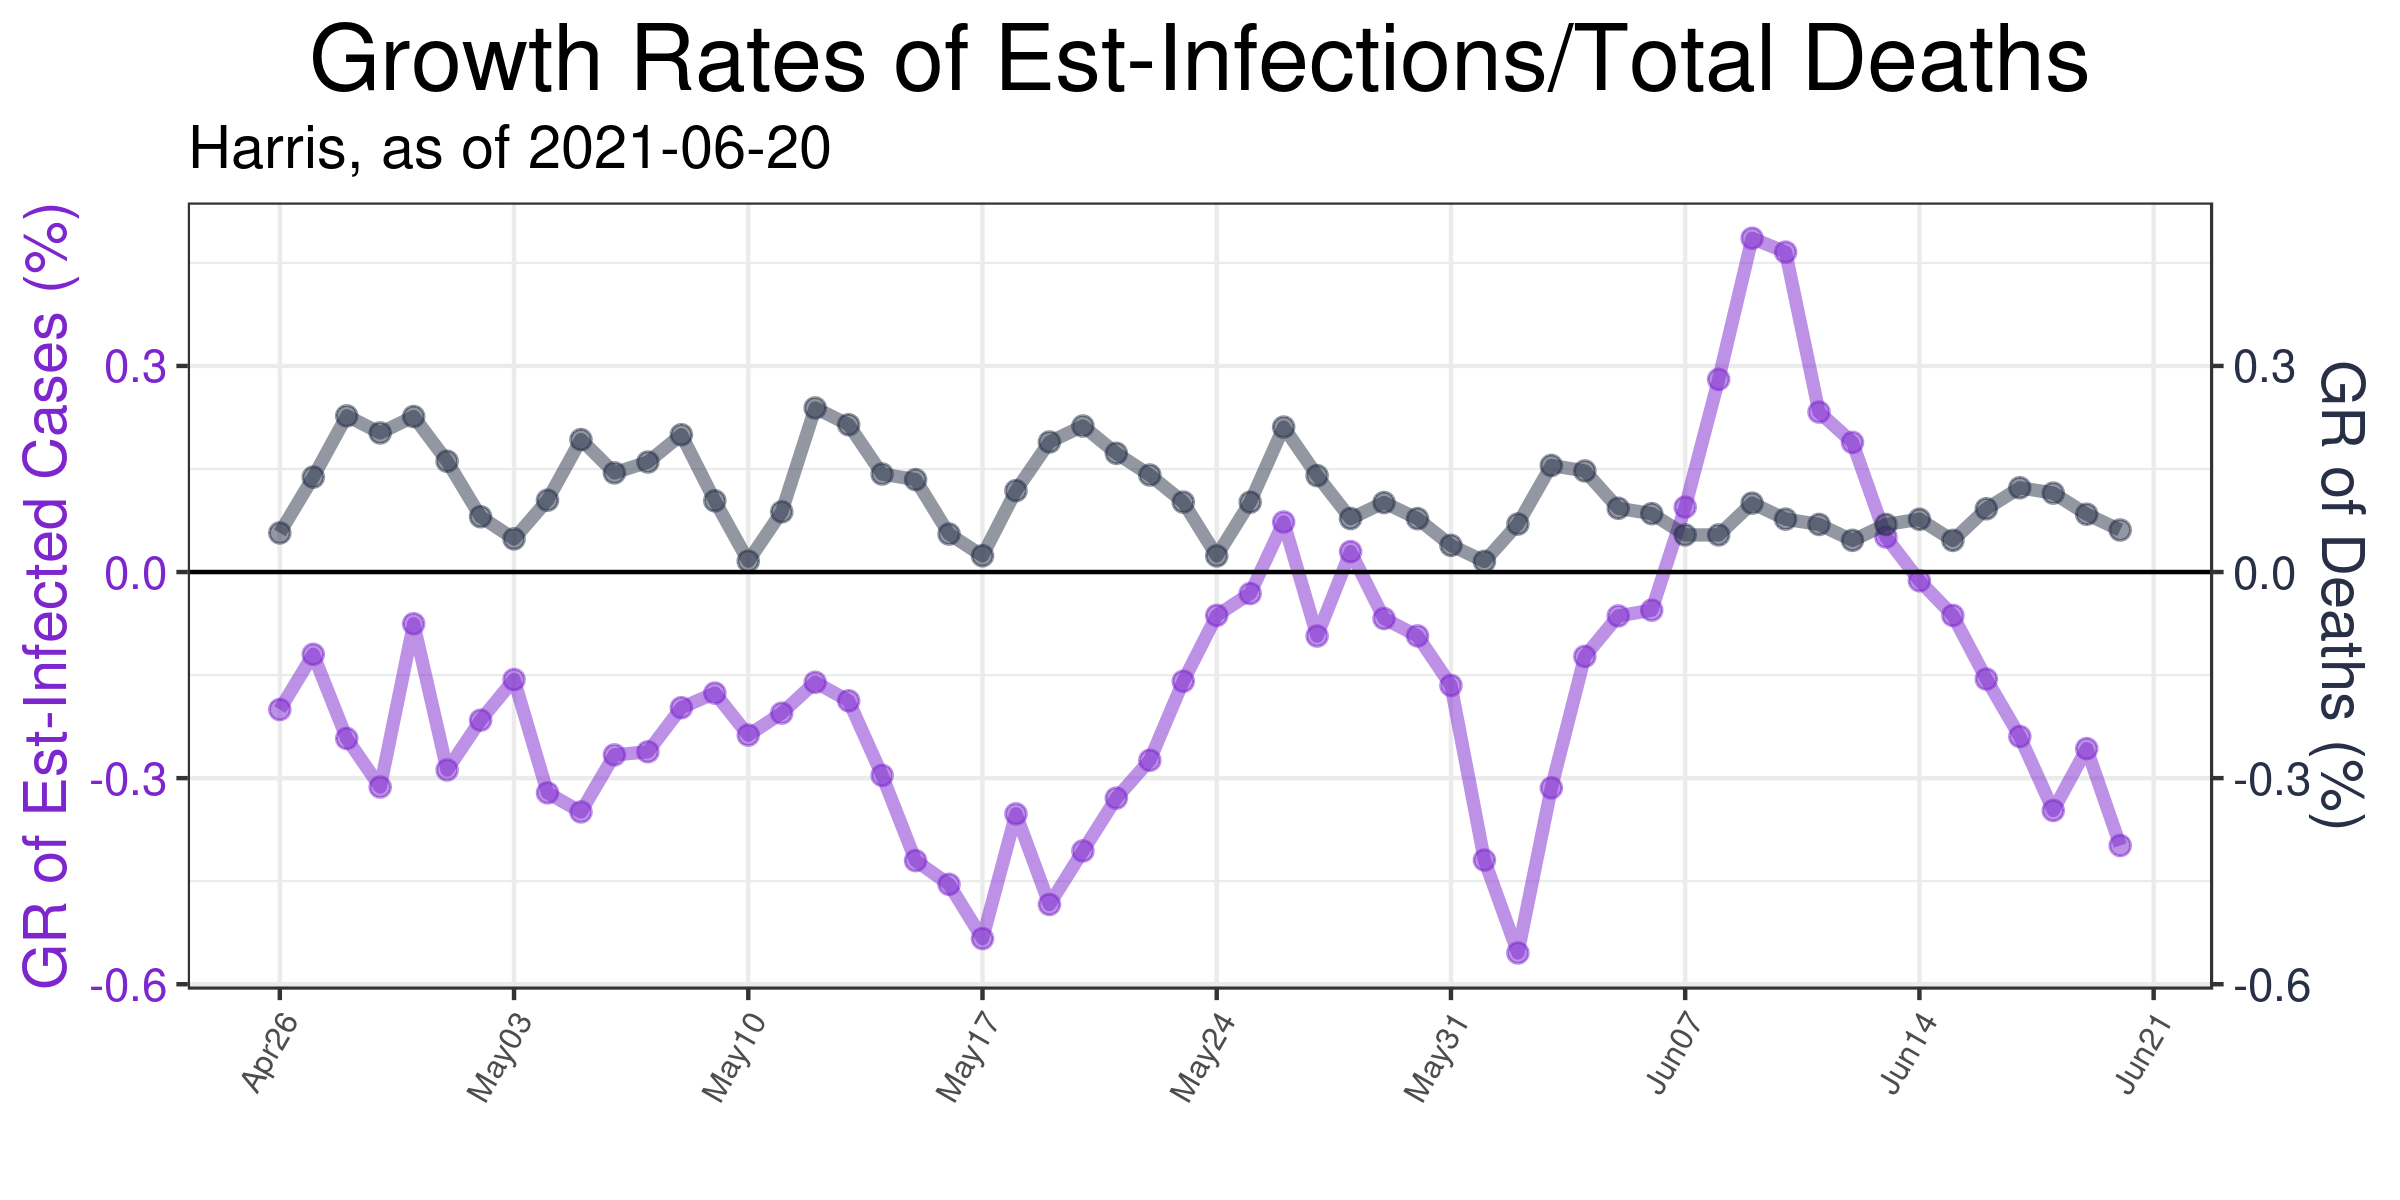 Growth Rates of Est-Infections/Total Deaths
Harris, as of 2021-06-20
GR of Est-Infected Cases (%)
0.3
0.0
-0.3
-0.6
0.3
0.0
-0.3
-0.6
GR of Deaths (%)
Apr26
May03
May10
May17
May24
May31
Jun07
Jun14
Jun21